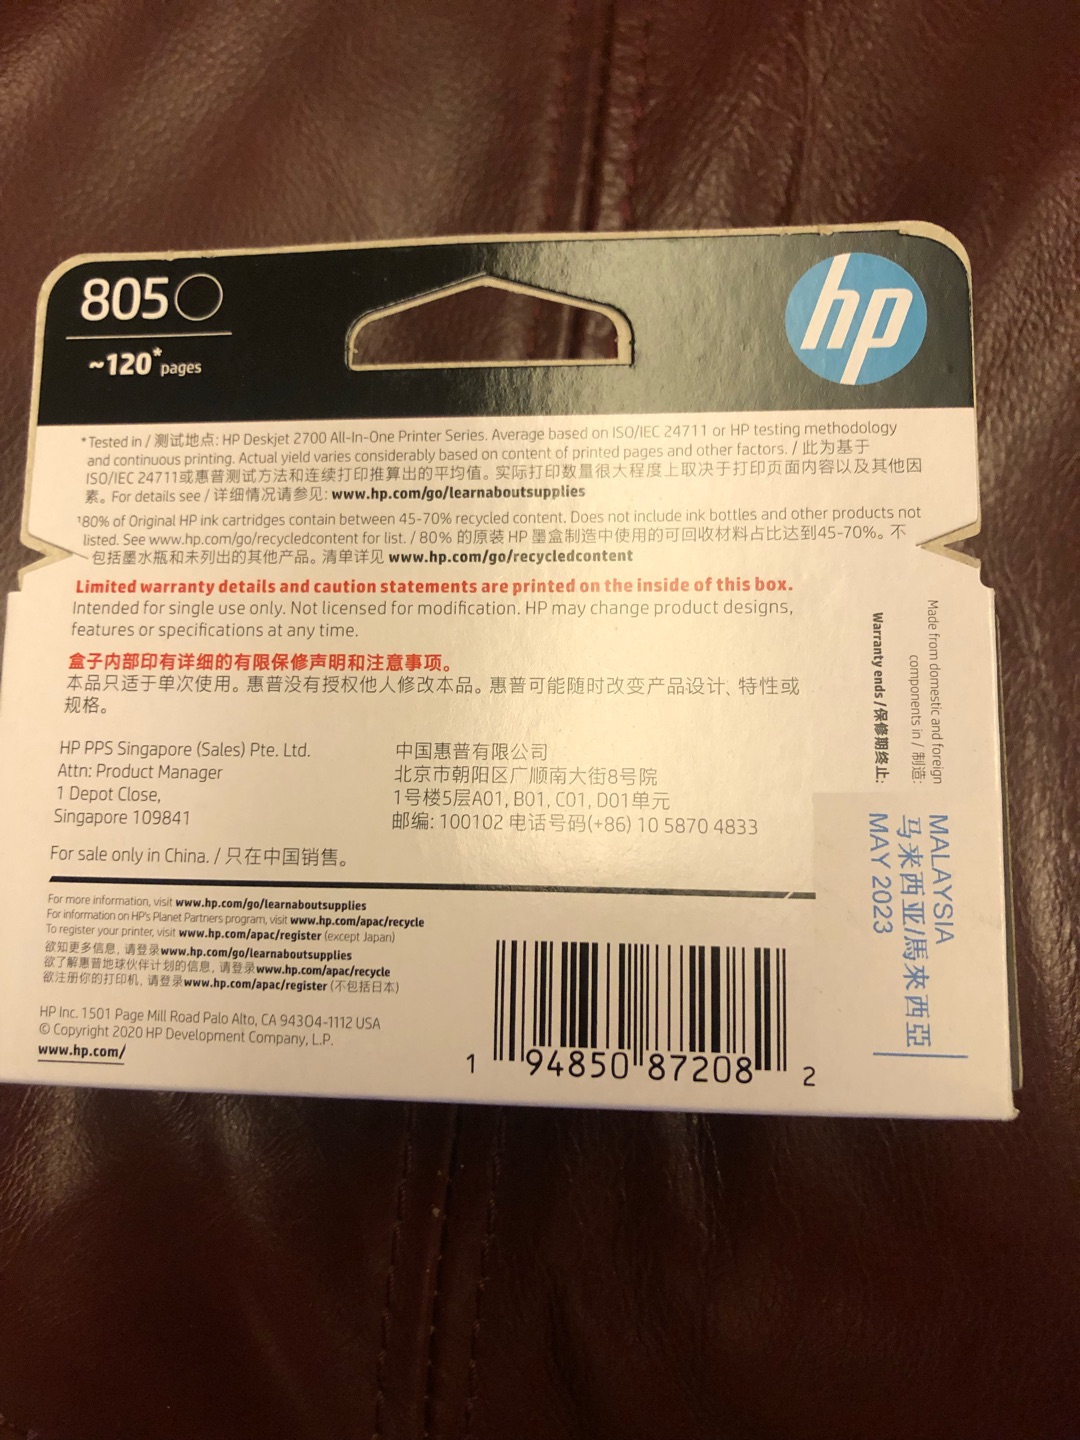 805
~120* pages
hp
*Tested in / 测试地点: HP Deskjet 2700 All-In-One Printer Series. Average based on ISO/IEC 24711 or HP testing methodology
and continuous printing. Actual yield varies considerably based on content of printed pages and other factors. / 此为基于
ISO/IEC 24711或惠普测试方法和连续打印推算出的平均值。实际打印数量很大程度上取决于打印页面内容以及其他因
素。For details see / 详细情况请参见: www.hp.com/go/learnaboutsupplies
¹80% of Original HP ink cartridges contain between 45-70% recycled content. Does not include ink bottles and other products not
listed. See www.hp.com/go/recycledcontent for list. / 80% 的原装 HP 墨盒制造中使用的可回收材料占比达到45-70%。不
包括墨水瓶和未列出的其他产品。清单详见 www.hp.com/go/recycledcontent
Limited warranty details and caution statements are printed on the inside of this box.
Intended for single use only. Not licensed for modification. HP may change product designs,
features or specifications at any time.
盒子内部印有详细的有限保修声明和注意事项。
本品只适于单次使用。惠普没有授权他人修改本品。惠普可能随时改变产品设计、特性或
规格。
HP PPS Singapore (Sales) Pte. Ltd.
Attn: Product Manager
1 Depot Close,
Singapore 109841
中国惠普有限公司
北京市朝阳区广顺南大街8号院
1号楼5层A01, B01, C01, D01单元
邮编: 100102 电话号码(+86) 10 5870 4833
For sale only in China. / 只在中国销售。
For more information, visit www.hp.com/go/learnaboutsupplies
For information on HP's Planet Partners program, visit www.hp.com/apac/recycle
To register your printer, visit www.hp.com/apac/register (except Japan)
欲知更多信息, 请登录www.hp.com/go/learnaboutsupplies
欲了解惠普地球伙伴计划的信息, 请登录www.hp.com/apac/recycle
欲注册你的打印机, 请登录www.hp.com/apac/register (不包括日本)
HP Inc. 1501 Page Mill Road Palo Alto, CA 94304-1112 USA
© Copyright 2020 HP Development Company, L.P.
www.hp.com/
1 94850 87208 2
Made from domestic and foreign
components in / 制造:
MALAYSIA
马来西亚/馬來西亞
Warranty ends / 保修期终止:
MAY 2023